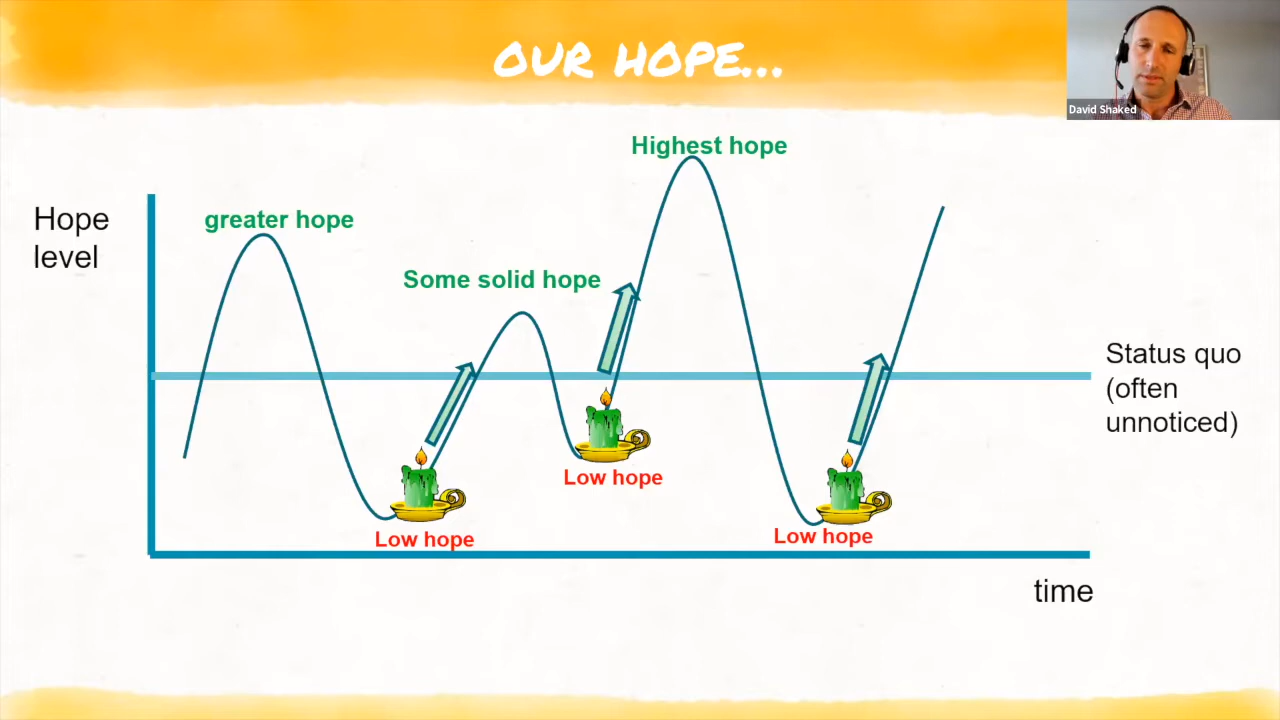 OUR HOPE...
David Shaked
Highest hope
Hope
level
greater hope
Some solid hope
Status quo
(often
unnoticed)
Low hope
Low hope
Low hope
time